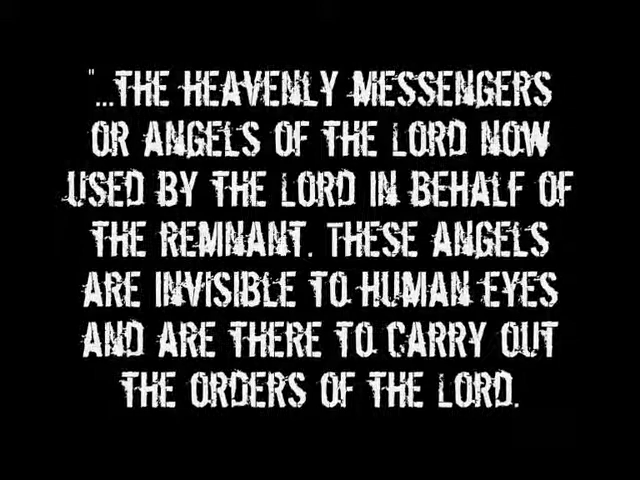 "...THE HEAVENLY MESSENGERS
OR ANGELS OF THE LORD NOW
USED BY THE LORD IN BEHALF OF
THE REMNANT. THESE ANGELS
ARE INVISIBLE TO HUMAN EYES
AND ARE THERE TO CARRY OUT
THE ORDERS OF THE LORD.